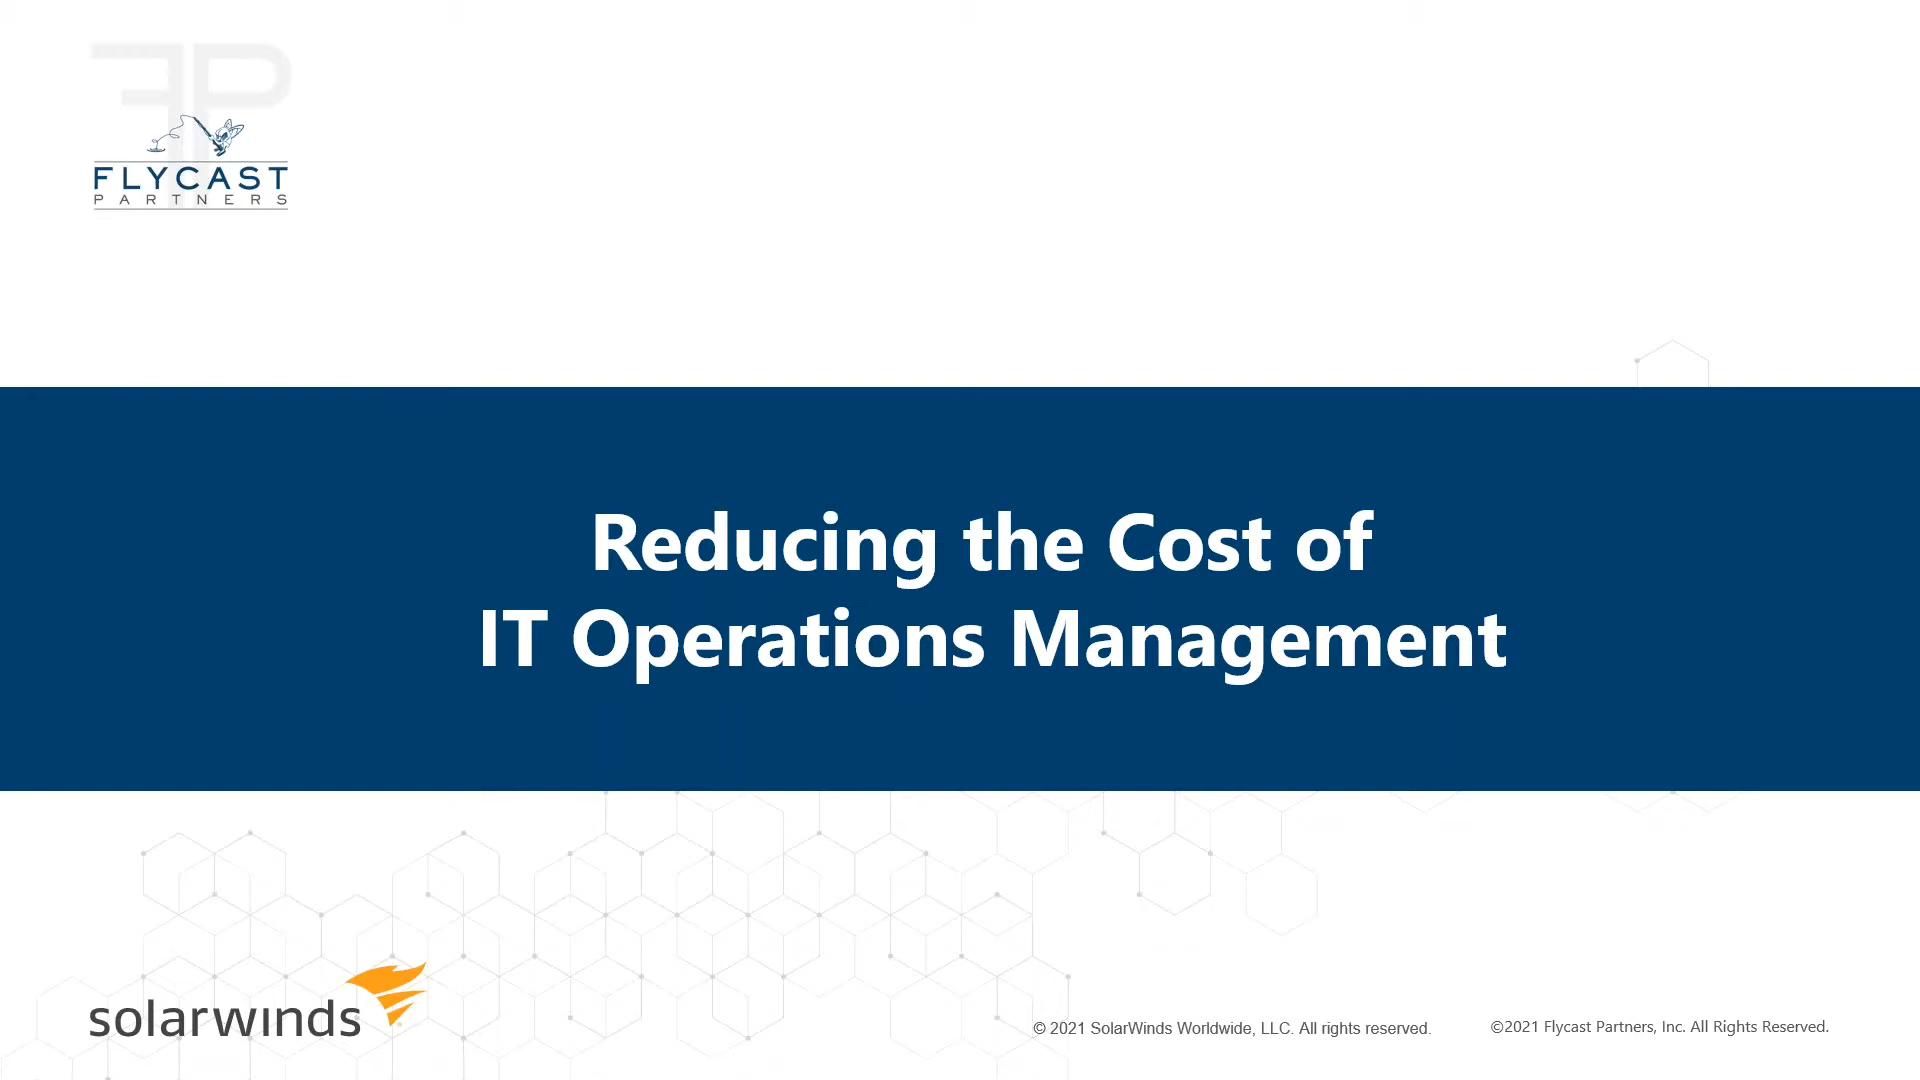 FP
FLYCAST
PARTNERS
Reducing the Cost of
IT Operations Management
solarwinds
© 2021 SolarWinds Worldwide, LLC. All rights reserved.
©2021 Flycast Partners, Inc. All Rights Reserved.